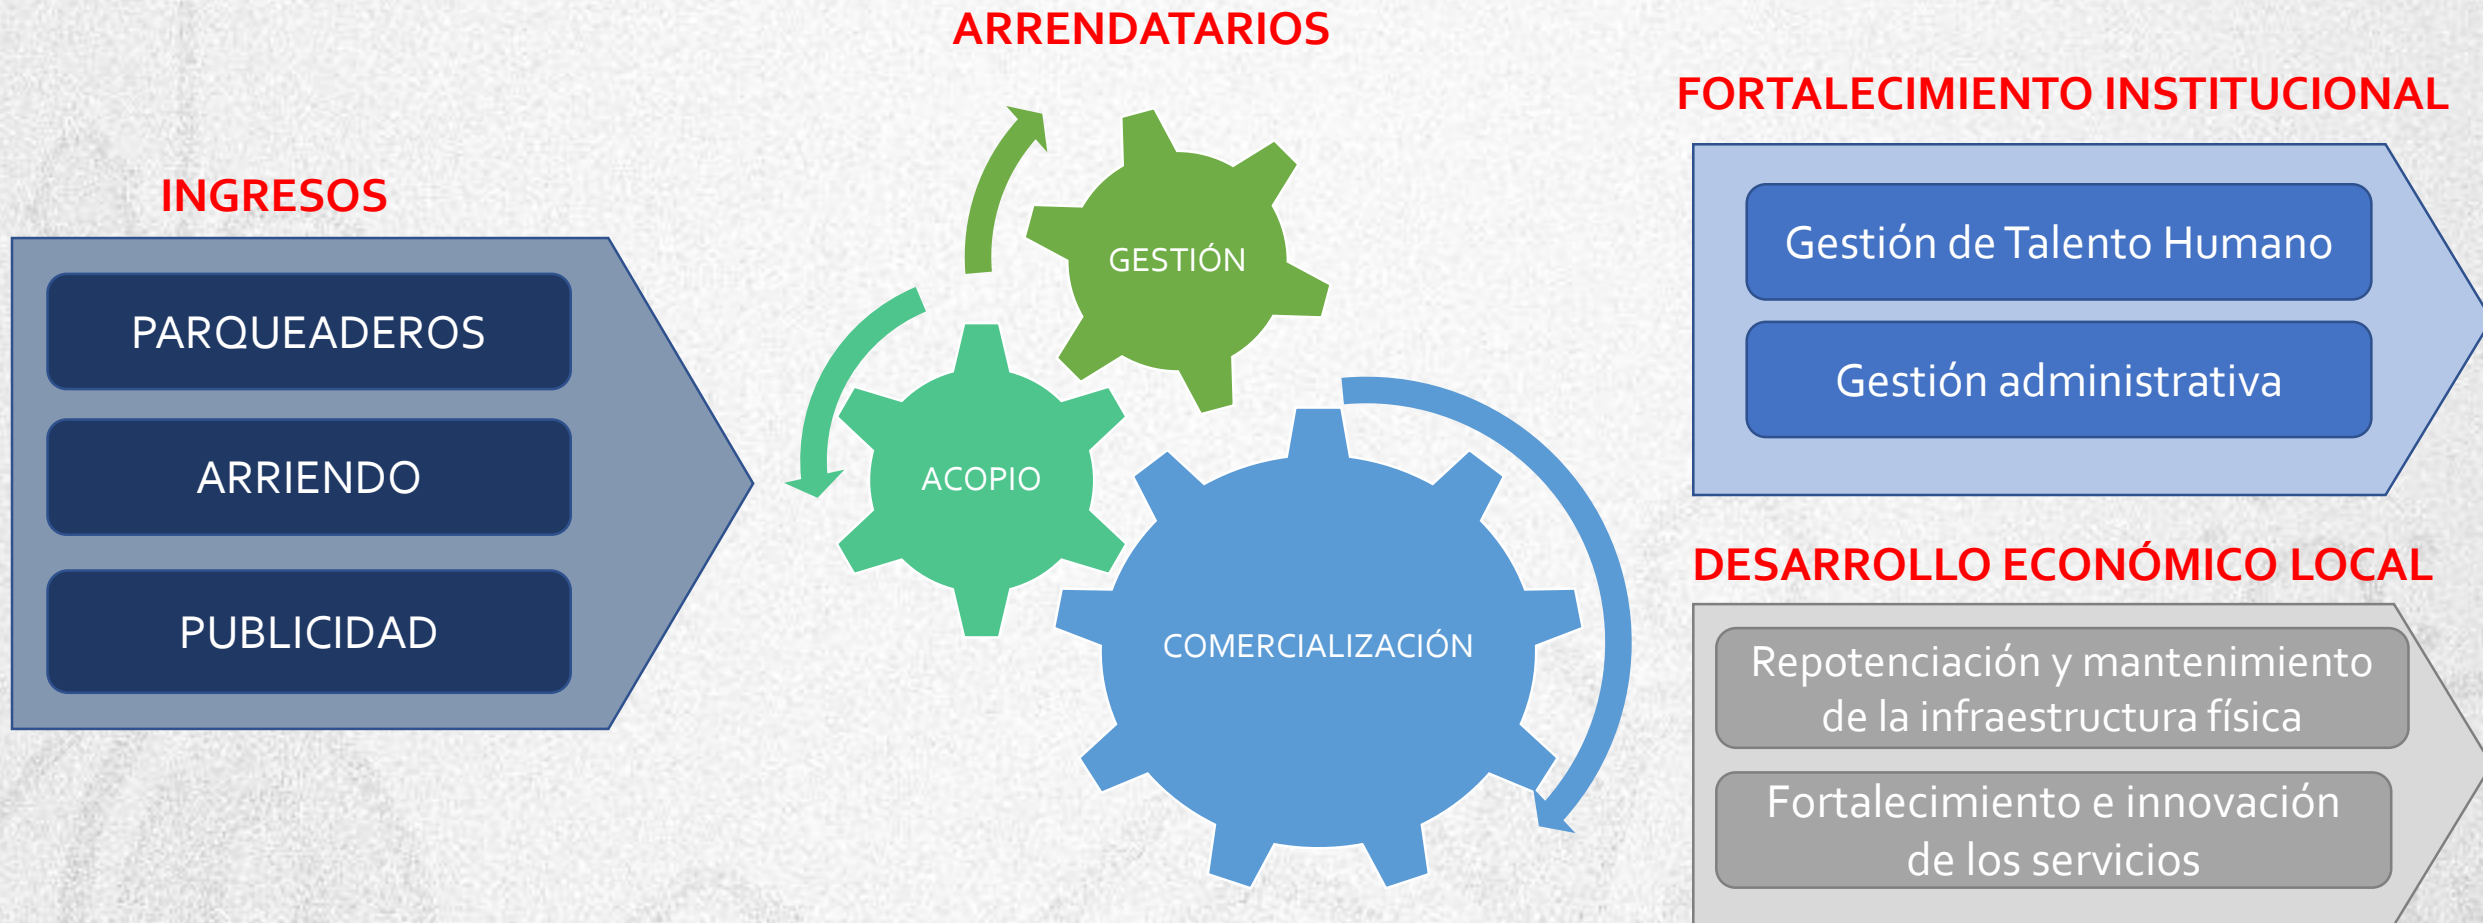 INGRESOS
PARQUEADEROS
ARRIENDO
PUBLICIDAD
ARRENDATARIOS
GESTIÓN
ACOPIO
COMERCIALIZACIÓN
FORTALECIMIENTO INSTITUCIONAL
Gestión de Talento Humano
Gestión administrativa
DESARROLLO ECONÓMICO LOCAL
Repotenciación y mantenimiento
de la infraestructura física
Fortalecimiento e innovación
de los servicios